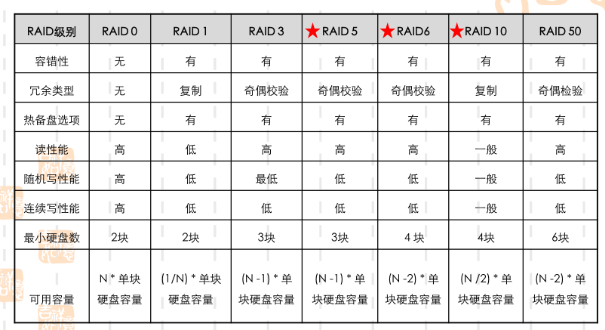 RAID级别 RAID 0 RAID 1 RAID 3 RAID 5 RAID6 RAID 10 RAID 50
容错性 无 有 有 有 有 有 有
冗余类型 无 复制 奇偶校验 奇偶校验 奇偶校验 复制 奇偶检验
热备盘选项 无 有 有 有 有 有 有
读性能 高 低 高 高 高 一般 高
随机写性能 高 低 最低 低 低 一般 低
连续写性能 高 低 低 低 低 一般 低
最小硬盘数 2块 2块 3块 3块 4 块 4块 6块
可用容量 N * 单块硬盘容量 (1/N) * 单块硬盘容量 (N -1) * 单块硬盘容量 (N -1) * 单块硬盘容量 (N -2) * 单块硬盘容量 (N /2) * 单块硬盘容量 (N -2) * 单块硬盘容量